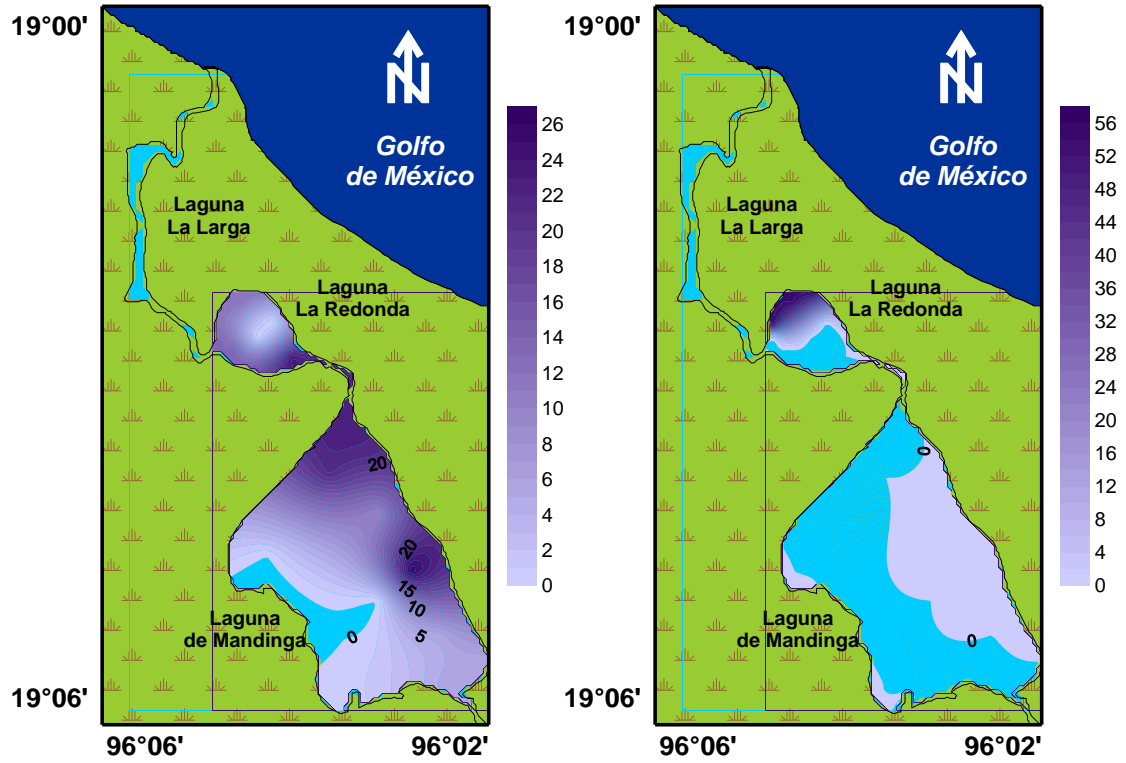 19°00'
N
Golfo
de México
Laguna
La Larga
Laguna
La Redonda
20
20
15
10
5
0
Laguna
de Mandinga
19°06'
96°06'
96°02'
26
24
22
20
18
16
14
12
10
8
6
4
2
0
19°00'
N
Golfo
de México
Laguna
La Larga
Laguna
La Redonda
0
0
Laguna
de Mandinga
19°06'
96°06'
96°02'
56
52
48
44
40
36
32
28
24
20
16
12
8
4
0